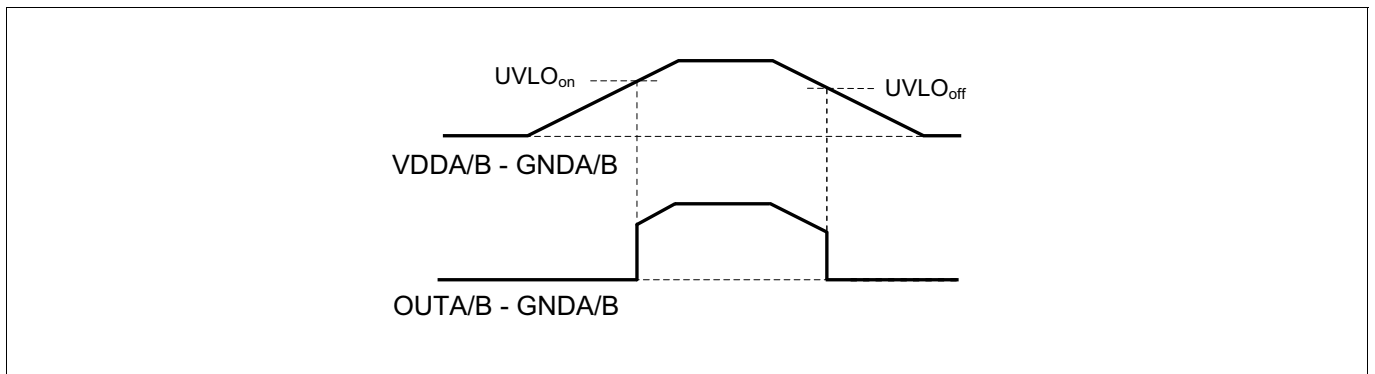 UVLOon
UVLOoff
VDDA/B - GNDA/B
OUTA/B - GNDA/B